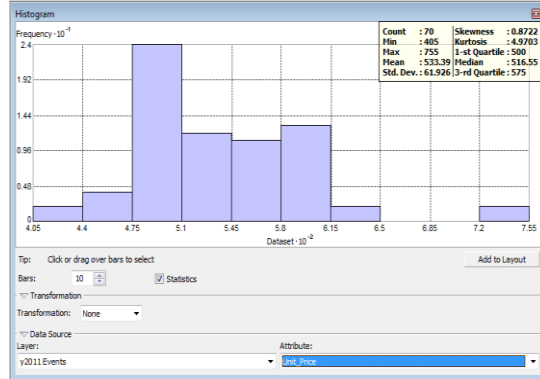 Histogram
Frequency · 10⁻¹
Count : 70 Skewness : 0.8722
Min : 405 Kurtosis : 4.9703
Max : 755 1-st Quartile : 500
Mean : 533.39 Median : 516.55
Std. Dev. : 61.926 3-rd Quartile : 575
2.4
1.92
1.44
0.96
0.48
0
4.05 4.4 4.75 5.1 5.45 5.8 6.15 6.5 6.85 7.2 7.55
Dataset · 10⁻²
Tip: Click or drag over bars to select Add to Layout
Bars: 10 Statistics
Transformation
Transformation: None
Data Source
Layer: Attribute:
y2011 Events Unit_Price